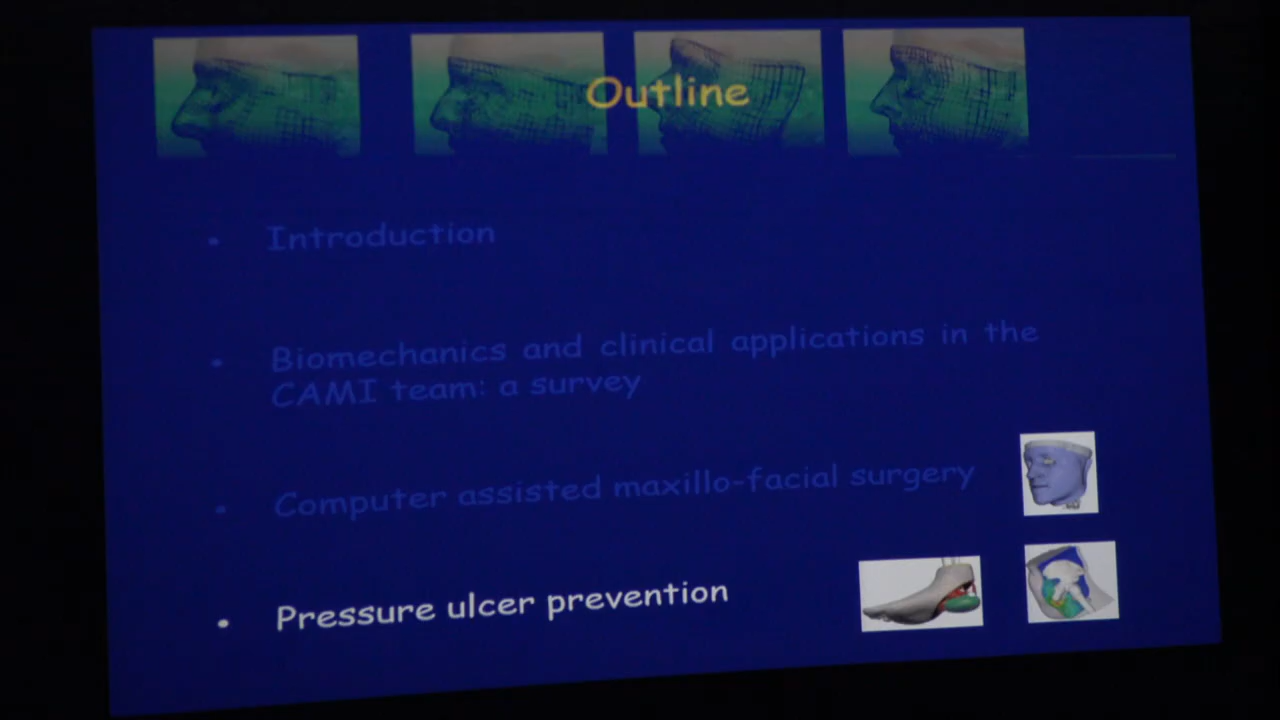 Outline
• Introduction
• Biomechanics and clinical applications in the
CAMI team: a survey
• Computer assisted maxillo-facial surgery
• Pressure ulcer prevention